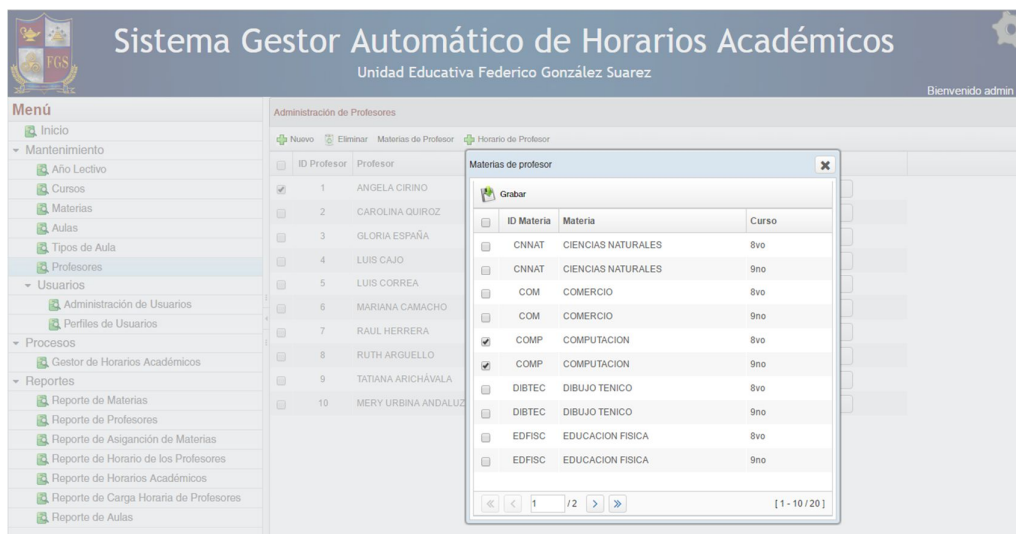 FGS
Sistema Gestor Automático de Horarios Académicos
Unidad Educativa Federico González Suarez
Bienvenido admin
Menú
Inicio
Mantenimiento
Año Lectivo
Cursos
Materias
Aulas
Tipos de Aula
Profesores
Usuarios
Administración de Usuarios
Perfiles de Usuarios
Procesos
Gestor de Horarios Académicos
Reportes
Reporte de Materias
Reporte de Profesores
Reporte de Asiganción de Materias
Reporte de Horario de los Profesores
Reporte de Horarios Académicos
Reporte de Carga Horaria de Profesores
Reporte de Aulas
Administración de Profesores
Nuevo Eliminar Materias de Profesor Horario de Profesor
ID Profesor Profesor
1 ANGELA CIRINO
2 CAROLINA QUIROZ
3 GLORIA ESPAÑA
4 LUIS CAJO
5 LUIS CORREA
6 MARIANA CAMACHO
7 RAUL HERRERA
8 RUTH ARGUELLO
9 TATIANA ARICHÁVALA
10 MERY URBINA ANDALUZ
Materias de profesor
Grabar
ID Materia Materia Curso
CNNAT CIENCIAS NATURALES 8vo
CNNAT CIENCIAS NATURALES 9no
COM COMERCIO 8vo
COM COMERCIO 9no
COMP COMPUTACION 8vo
COMP COMPUTACION 9no
DIBTEC DIBUJO TENICO 8vo
DIBTEC DIBUJO TENICO 9no
EDFISC EDUCACION FISICA 8vo
EDFISC EDUCACION FISICA 9no
1 / 2 [ 1 - 10 / 20 ]